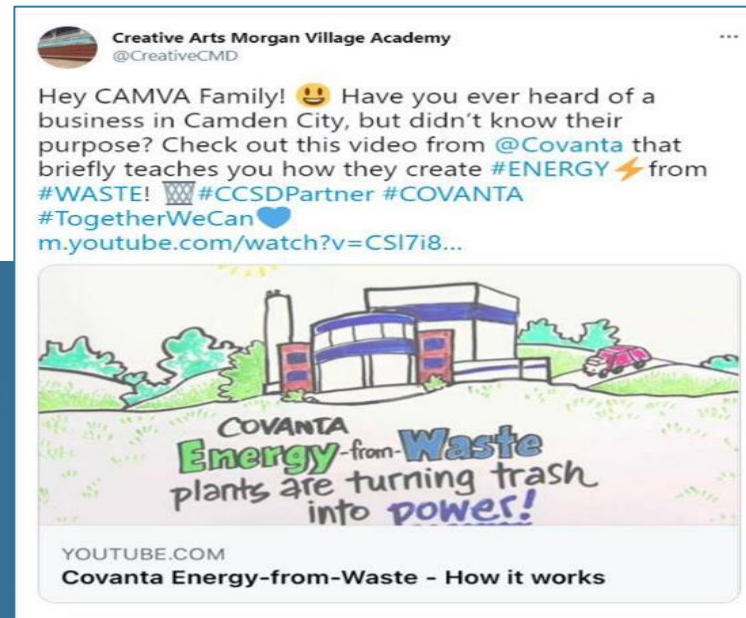 Creative Arts Morgan Village Academy
@CreativeCMD
Hey CAMVA Family! 😃 Have you ever heard of a
business in Camden City, but didn't know their
purpose? Check out this video from @Covanta that
briefly teaches you how they create #ENERGY⚡from
#WASTE! 🗑#CCSDPartner #COVANTA
#TogetherWeCan💙
m.youtube.com/watch?v=CSl7i8...
COVANTA
Energy-from-Waste
plants are turning trash
into power!
YOUTUBE.COM
Covanta Energy-from-Waste - How it works